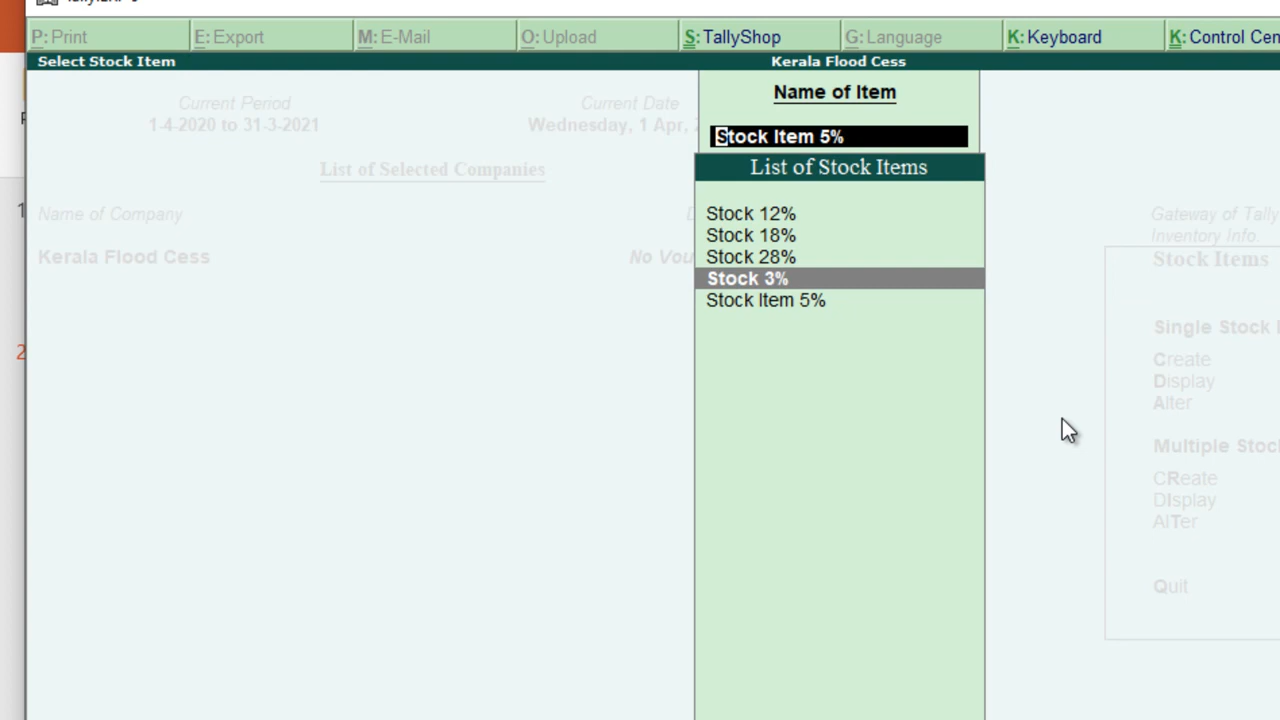 P: Print
E: Export
M: E-Mail
O: Upload
S: TallyShop
G: Language
K: Keyboard
K: Control
Select Stock Item
Kerala Flood Cess
Current Period
1-4-2020 to 31-3-2021
Current Date
Wednesday, 1 Apr,
Name of Item
Stock Item 5%
List of Selected Companies
List of Stock Items
Name of Company
Kerala Flood Cess
No
Stock 12%
Stock 18%
Stock 28%
Stock 3%
Stock Item 5%
Gateway of
Inventory Info.
Stock Items
Single Stock
Create
Display
Alter
Multiple
CReate
DIsplay
AlTer
Quit
1
2